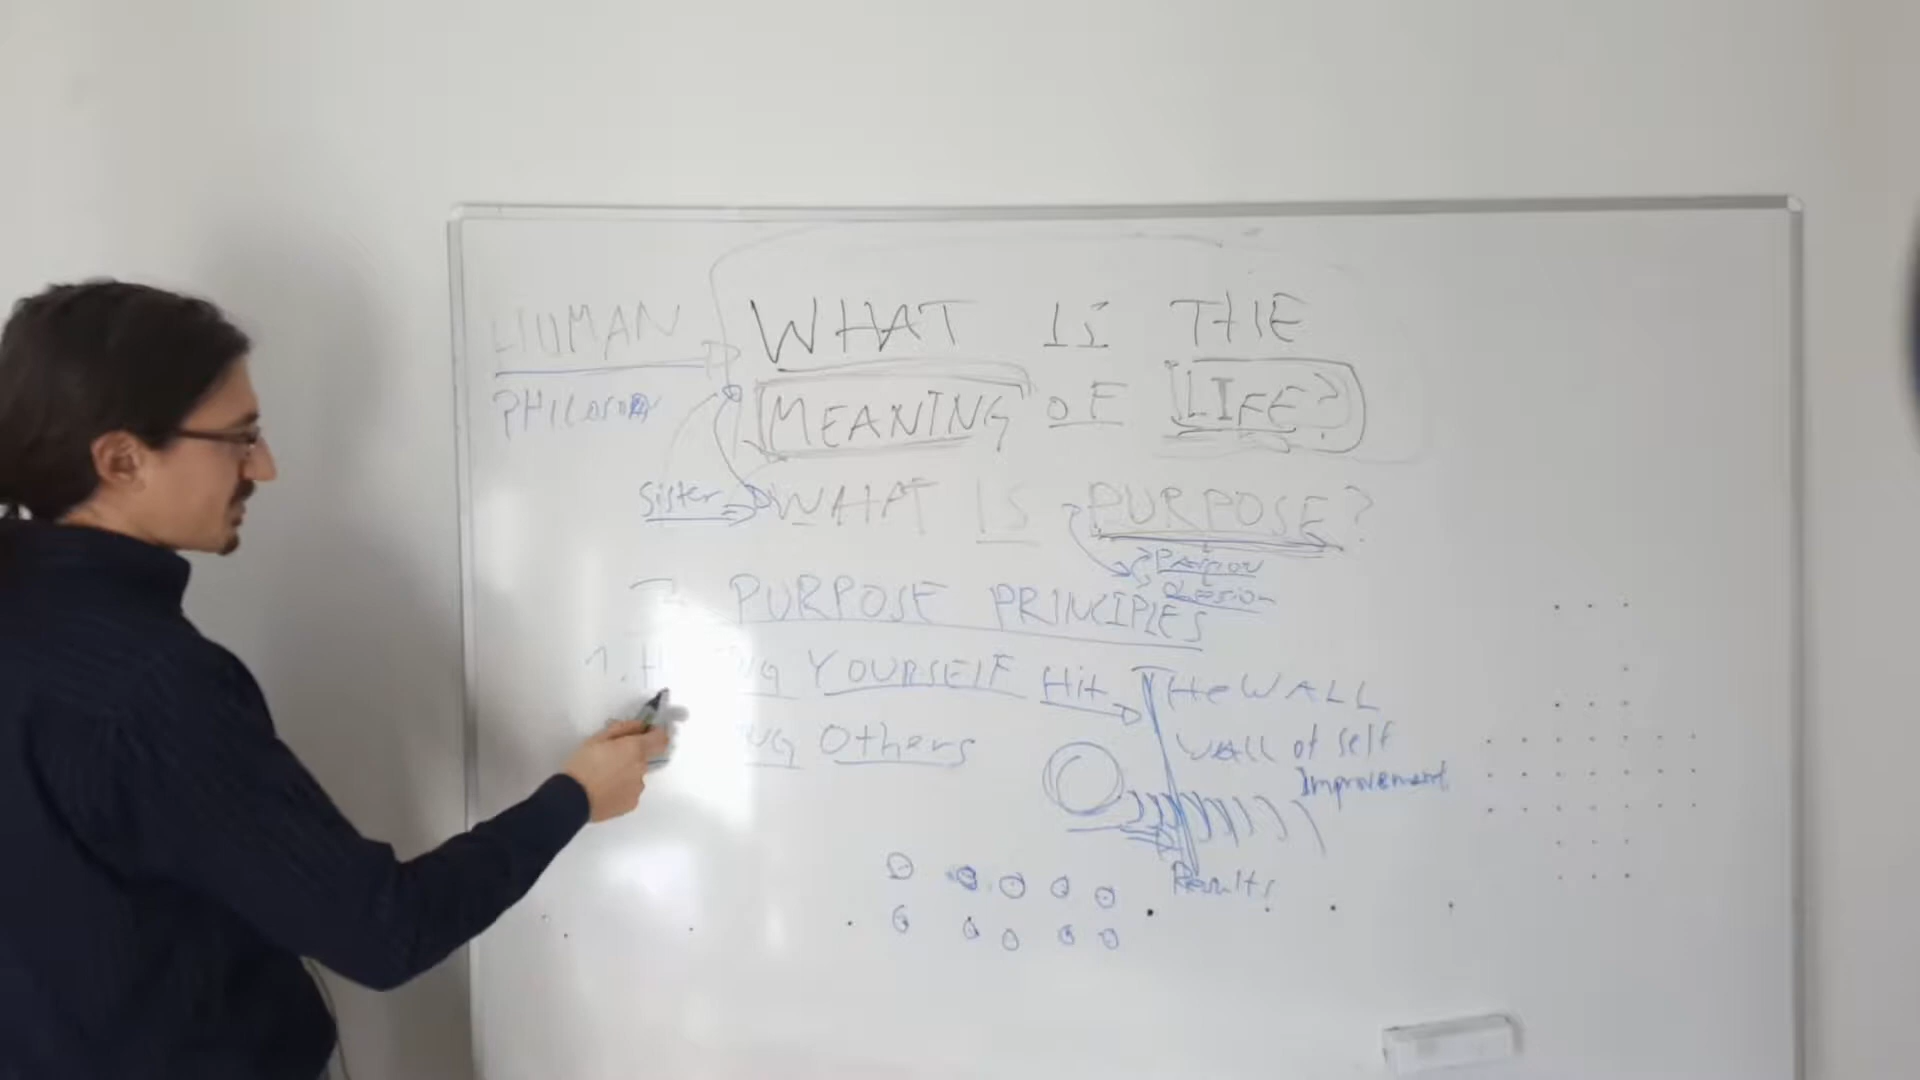 HUMAN WHAT IS THE
PHILOSOPY MEANING OF LIFE?
Sister WHAT IS PURPOSE?
Passion
PURPOSE PRINCIPLES
YOURSELF Hit THe WALL
Others
Wall of self
Improvement
Results